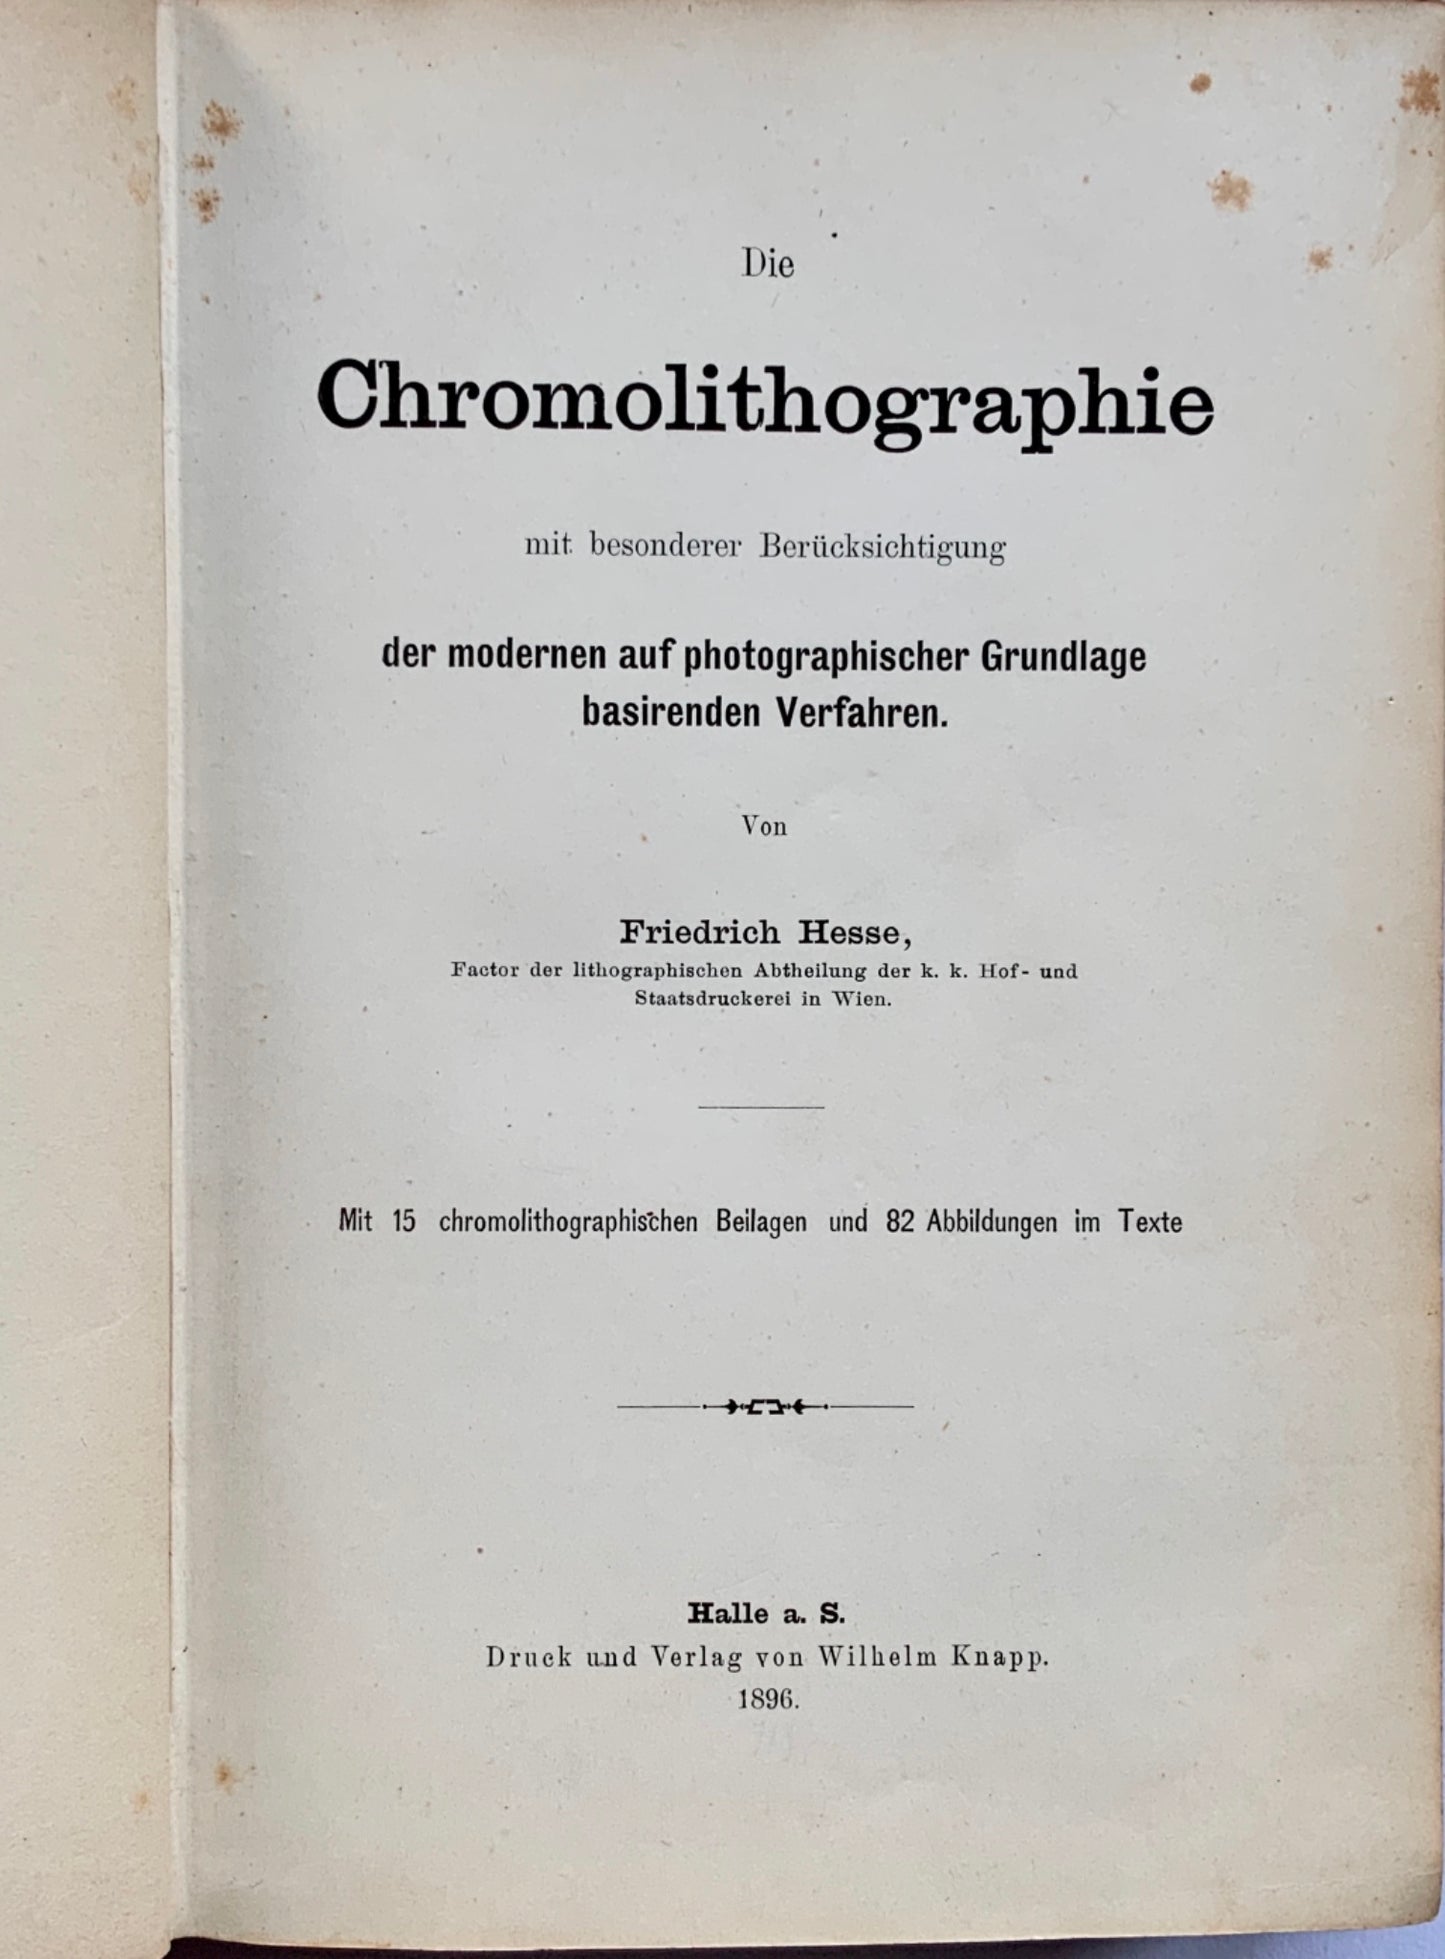 Die
Chromolithographie
mit besonderer Berücksichtigung
der modernen auf photographischer Grundlage
basirenden Verfahren.
Von
Friedrich Hesse,
Factor der lithographischen Abtheilung der k. k. Hof- und
Staatsdruckerei in Wien.
Mit 15 chromolithographischen Beilagen und 82 Abbildungen im Texte
Halle a. S.
Druck und Verlag von Wilhelm Knapp.
1896.